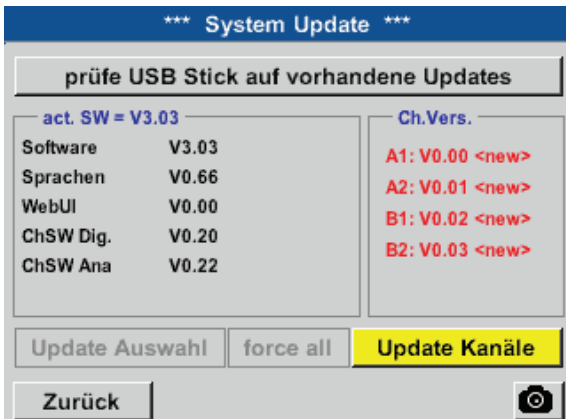 *** System Update ***
prüfe USB Stick auf vorhandene Updates
act. SW = V3.03
Software V3.03
Sprachen V0.66
WebUI V0.00
ChSW Dig. V0.20
ChSW Ana V0.22
Ch.Vers.
A1: V0.00 <new>
A2: V0.01 <new>
B1: V0.02 <new>
B2: V0.03 <new>
Update Auswahl force all Update Kanäle
Zurück